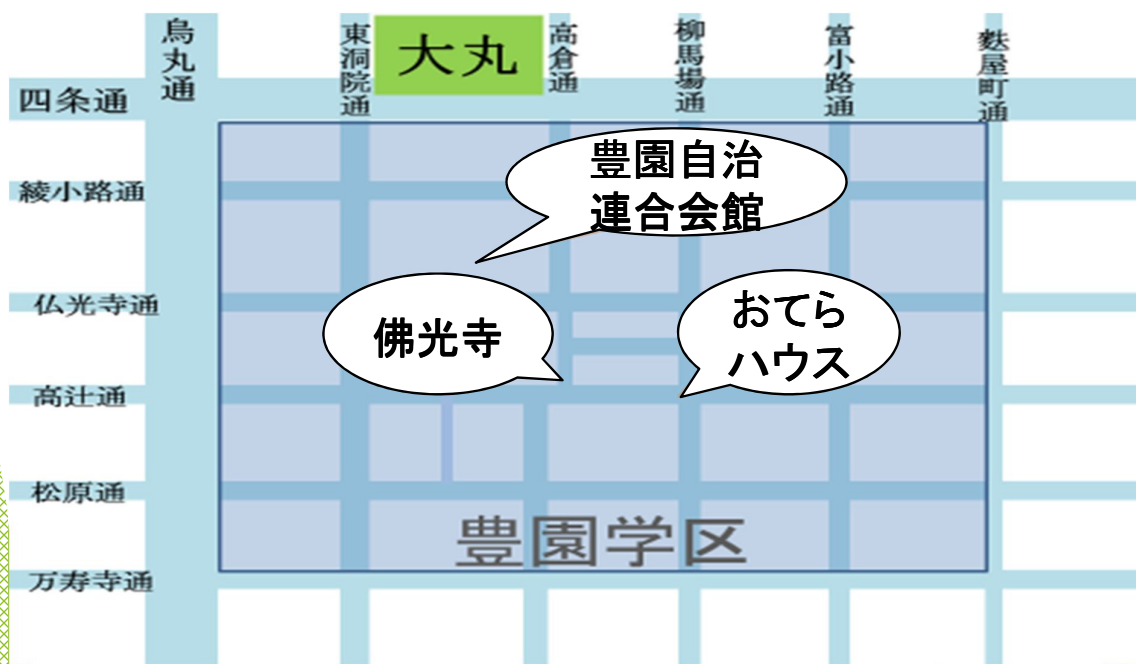 烏丸通
東洞院通
大丸
高倉通
柳馬場通
富小路通
麩屋町通
四条通
豊園自治
連合会館
綾小路通
仏光寺通
佛光寺
おてら
ハウス
高辻通
松原通
豊園学区
万寿寺通